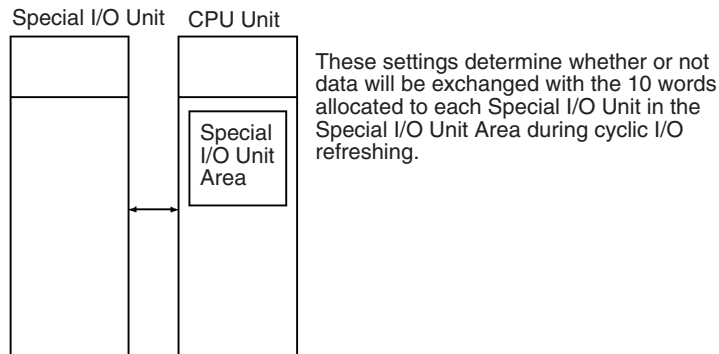 Special I/O Unit
CPU Unit
These settings determine whether or not
data will be exchanged with the 10 words
allocated to each Special I/O Unit in the
Special I/O Unit Area during cyclic I/O
refreshing.
Special
I/O Unit
Area